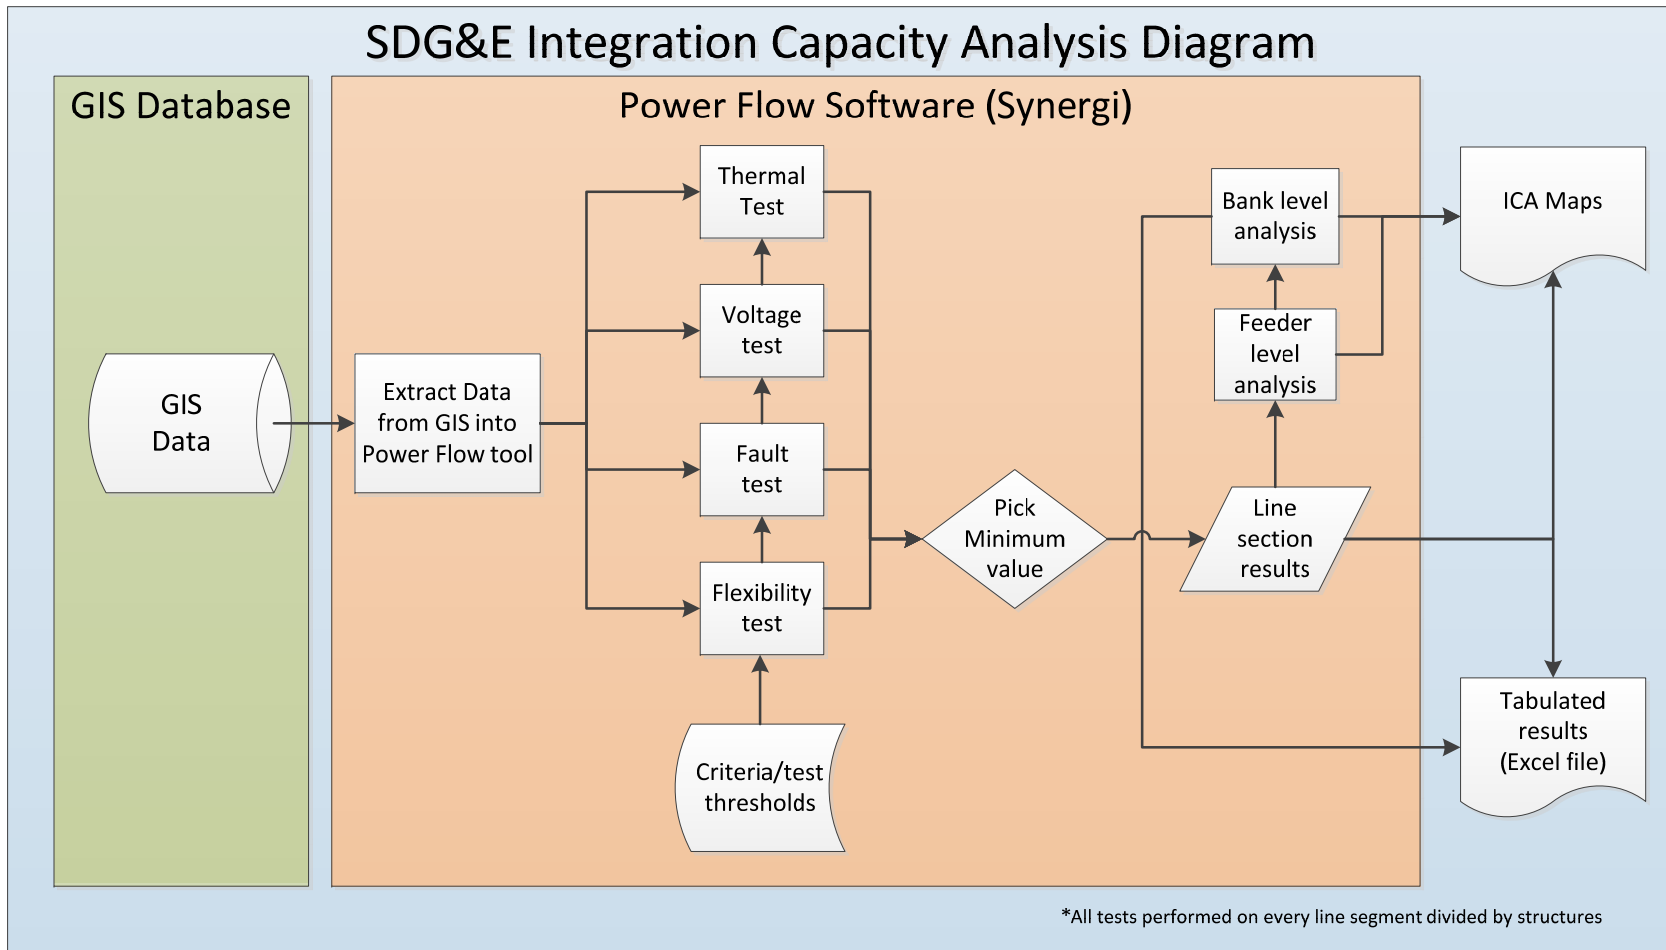 SDG&E Integration Capacity Analysis Diagram
GIS Database
Power Flow Software (Synergi)
GIS
Data
Extract Data
from GIS into
Power Flow tool
Thermal
Test
Voltage
test
Fault
test
Flexibility
test
Criteria/test
thresholds
Pick
Minimum
value
Line
section
results
Feeder
level
analysis
Bank level
analysis
ICA Maps
Tabulated
results
(Excel file)
*All tests performed on every line segment divided by structures